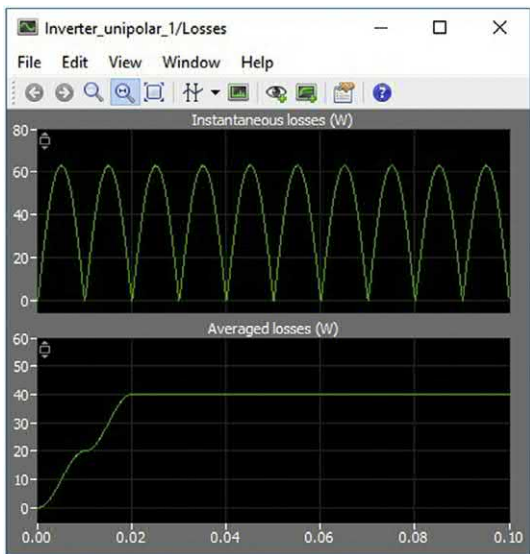 Inverter_unipolar_1/Losses
File Edit View Window Help
Instantaneous losses (W)
80
60
40
20
0
Averaged losses (W)
60
50
40
30
20
10
0
0.00 0.02 0.04 0.06 0.08 0.10